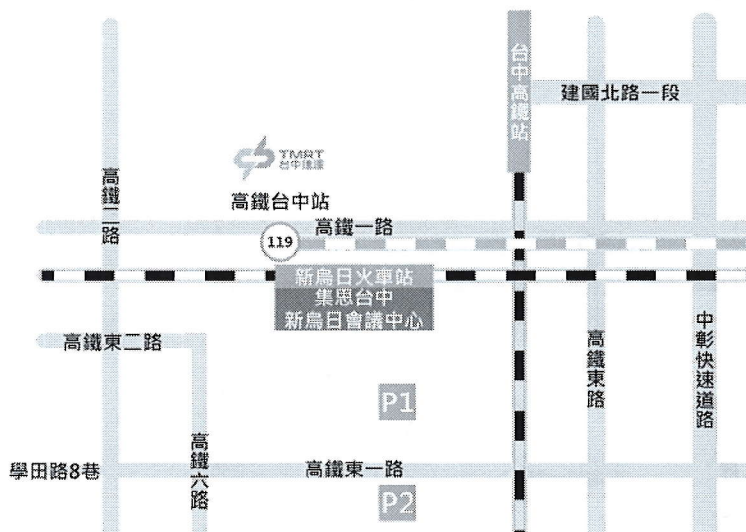 台中高鐵站
建國北路一段
TMRT
台中捷運
高鐵二路
高鐵台中站
高鐵一路
119
新烏日火車站
集思台中
新烏日會議中心
高鐵東二路
高鐵東路
中彰快速道路
P1
高鐵六路
學田路8巷
高鐵東一路
P2